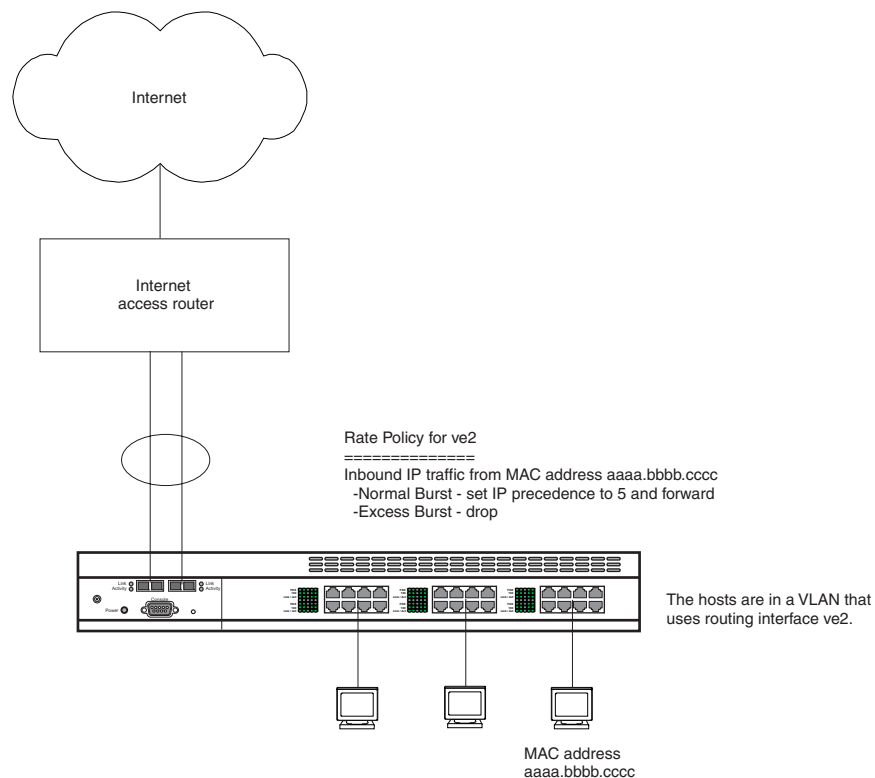 Internet
Internet
access router
Rate Policy for ve2
==============
Inbound IP traffic from MAC address aaaa.bbbb.cccc
-Normal Burst - set IP precedence to 5 and forward
-Excess Burst - drop
Link
Activity
Link
Activity
Console
Power
The hosts are in a VLAN that
uses routing interface ve2.
MAC address
aaaa.bbbb.cccc